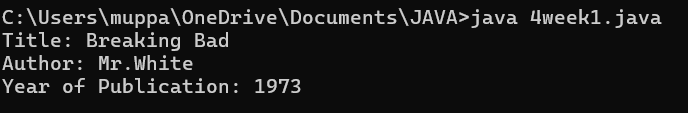 C:\Users\muppa\OneDrive\Documents\JAVA>java 4week1.java
Title: Breaking Bad
Author: Mr.White
Year of Publication: 1973